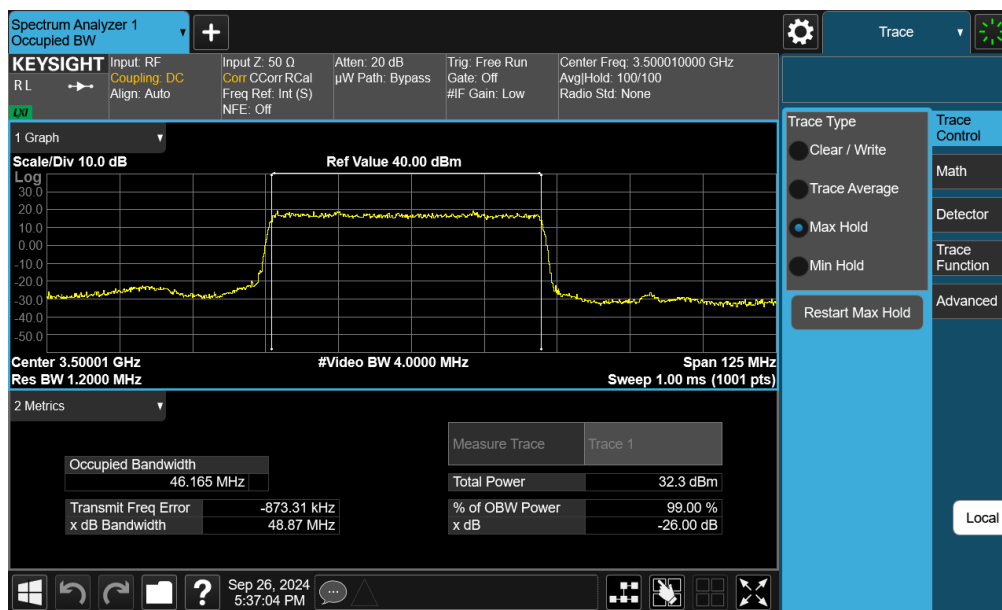 Spectrum Analyzer 1
Occupied BW
Trace
KEYSIGHT
R L
LXI
Input: RF
Coupling: DC
Align: Auto
Input Z: 50 Ω
Corr CCorr RCal
Freq Ref: Int (S)
NFE: Off
Atten: 20 dB
µW Path: Bypass
Trig: Free Run
Gate: Off
#IF Gain: Low
Center Freq: 3.500010000 GHz
Avg|Hold: 100/100
Radio Std: None
1 Graph
Scale/Div 10.0 dB
Ref Value 40.00 dBm
Log
30.0
20.0
10.0
0.00
-10.0
-20.0
-30.0
-40.0
-50.0
Center 3.50001 GHz
#Video BW 4.0000 MHz
Span 125 MHz
Res BW 1.2000 MHz
Sweep 1.00 ms (1001 pts)
2 Metrics
Measure Trace
Trace 1
Occupied Bandwidth
46.165 MHz
Total Power
32.3 dBm
Transmit Freq Error
-873.31 kHz
% of OBW Power
99.00 %
x dB Bandwidth
48.87 MHz
x dB
-26.00 dB
Trace Type
Clear / Write
Trace Average
Max Hold
Min Hold
Restart Max Hold
Trace
Control
Math
Detector
Trace
Function
Advanced
Local
?
Sep 26, 2024
5:37:04 PM